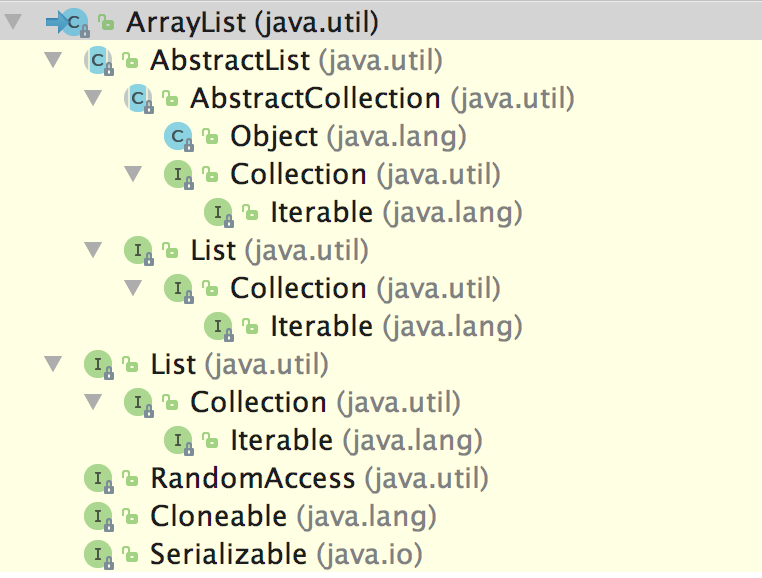 C ArrayList (java.util)
C AbstractList (java.util)
C AbstractCollection (java.util)
C Object (java.lang)
I Collection (java.util)
I Iterable (java.lang)
I List (java.util)
I Collection (java.util)
I Iterable (java.lang)
I List (java.util)
I Collection (java.util)
I Iterable (java.lang)
I RandomAccess (java.util)
I Cloneable (java.lang)
I Serializable (java.io)